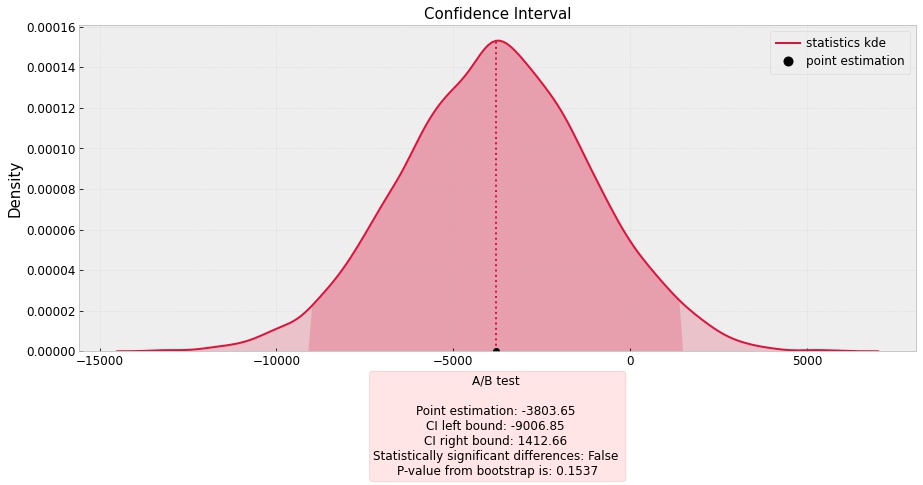 Confidence Interval
statistics kde
point estimation
Density
0.00016
0.00014
0.00012
0.00010
0.00008
0.00006
0.00004
0.00002
0.00000
−15000 −10000 −5000 0 5000
A/B test
Point estimation: -3803.65
CI left bound: -9006.85
CI right bound: 1412.66
Statistically significant differences: False
P-value from bootstrap is: 0.1537